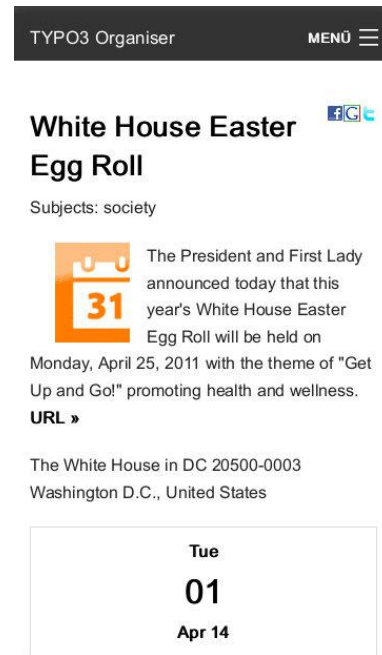 TYPO3 Organiser
MENÜ
White House Easter
Egg Roll
Subjects: society
31
The President and First Lady
announced today that this
year's White House Easter
Egg Roll will be held on
Monday, April 25, 2011 with the theme of "Get
Up and Go!" promoting health and wellness.
URL »
The White House in DC 20500-0003
Washington D.C., United States
Tue
01
Apr 14